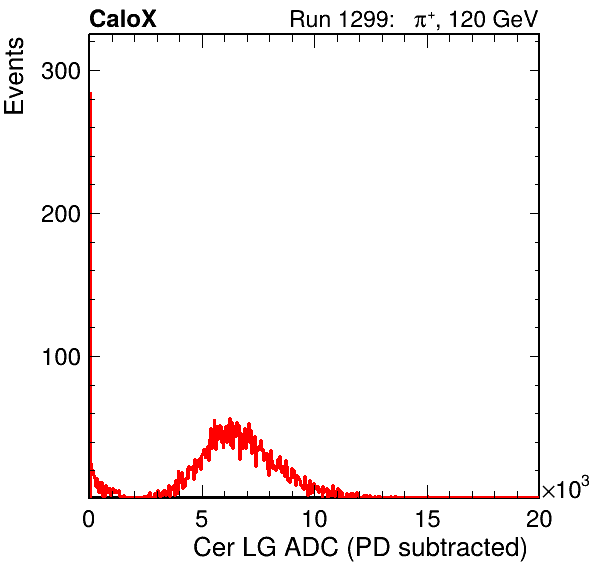 CaloX Run 1299: π⁺, 120 GeV
Events
300
200
100
0 5 10 15 20
×10³
Cer LG ADC (PD subtracted)